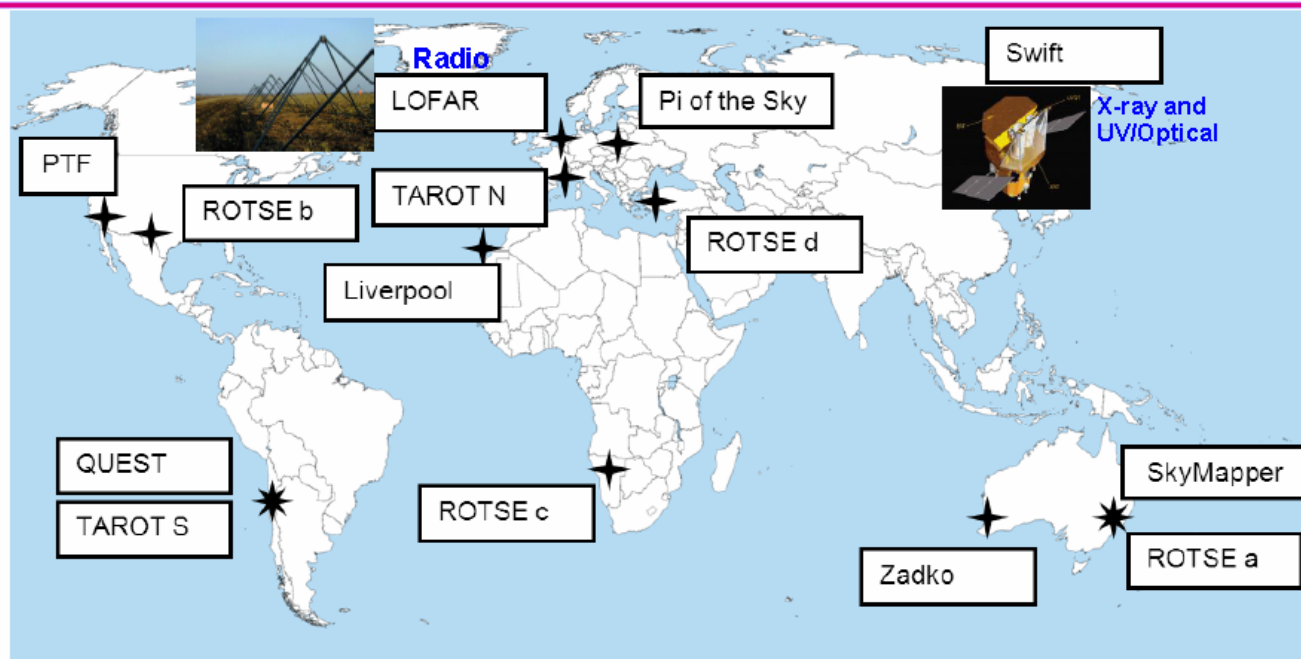 Swift
Radio
LOFAR
Pi of the Sky
X-ray and
UV/Optical
PTF
TAROT N
ROTSE b
ROTSE d
Liverpool
QUEST
SkyMapper
TAROT S
ROTSE c
Zadko
ROTSE a